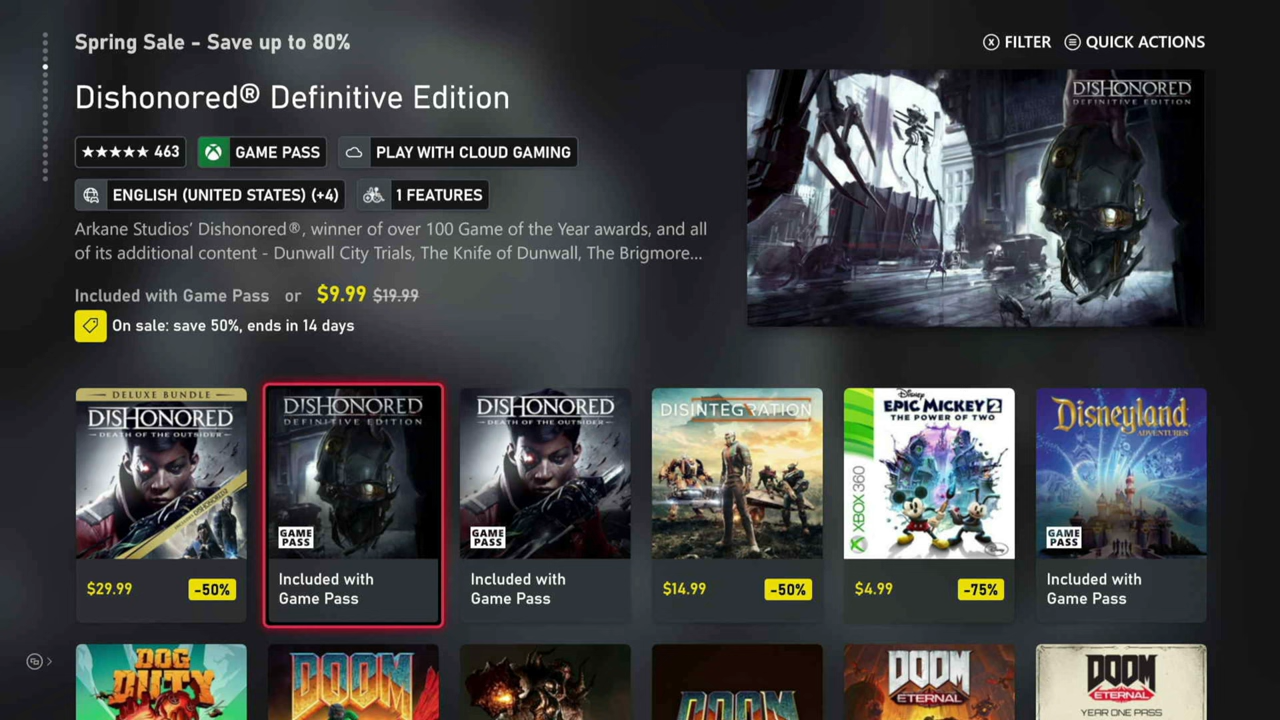 Spring Sale - Save up to 80%
FILTER
QUICK ACTIONS
Dishonored® Definitive Edition
★★★★★ 463
GAME PASS
PLAY WITH CLOUD GAMING
ENGLISH (UNITED STATES) (+4)
1 FEATURES
Arkane Studios' Dishonored®, winner of over 100 Game of the Year awards, and all
of its additional content - Dunwall City Trials, The Knife of Dunwall, The Brigmore...
Included with Game Pass or $9.99 $19.99
On sale: save 50%, ends in 14 days
DISHONORED
DEFINITIVE EDITION
DELUXE BUNDLE
DISHONORED
DEATH OF THE OUTSIDER
$29.99
-50%
DISHONORED
DEFINITIVE EDITION
GAME
PASS
Included with
Game Pass
DISHONORED
DEATH OF THE OUTSIDER
GAME
PASS
Included with
Game Pass
DISINTEGRATION
$14.99
-50%
Disney
EPIC MICKEY 2
THE POWER OF TWO
XBOX 360
Disney
$4.99
-75%
Disneyland
ADVENTURES
GAME
PASS
Included with
Game Pass
DOG
DUTY
DOOM
DOOM
DOOM
ETERNAL
DOOM
ETERNAL
YEAR ONE PASS